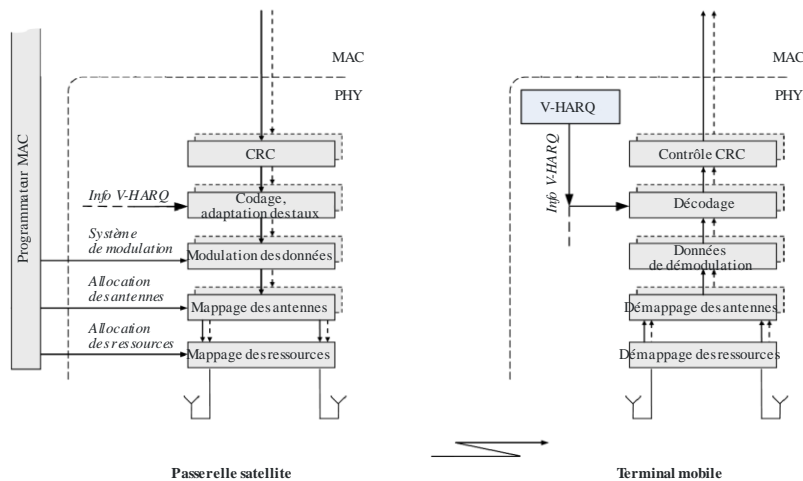 MAC
PHY
Programmateur MAC
CRC
Info V-HARQ
Codage,
adaptation des taux
Système
de modulation
Modulation des données
Allocation
des antennes
Mappage des antennes
Allocation
des ressources
Mappage des ressources
Passerelle satellite
MAC
PHY
V-HARQ
Info V-HARQ
Contrôle CRC
Décodage
Données
de démodulation
Démappage des antennes
Démappage des ressources
Terminal mobile